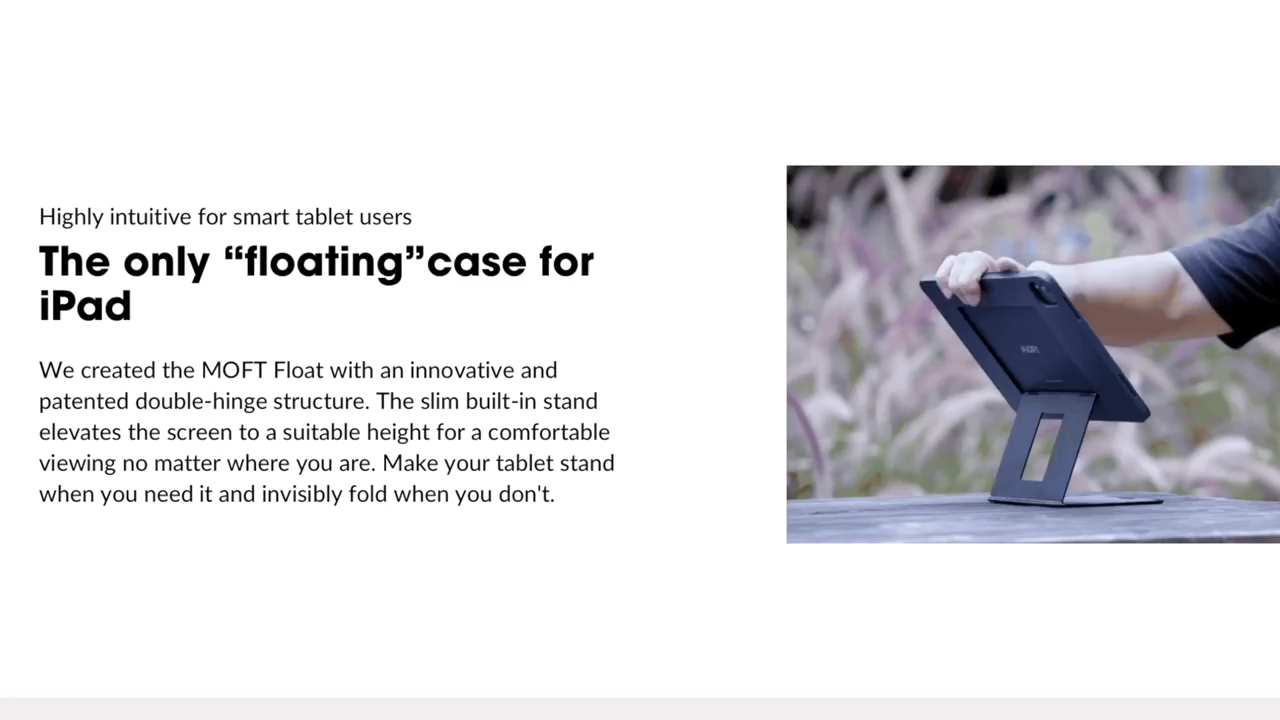 Highly intuitive for smart tablet users
The only “floating”case for
iPad
We created the MOFT Float with an innovative and
patented double-hinge structure. The slim built-in stand
elevates the screen to a suitable height for a comfortable
viewing no matter where you are. Make your tablet stand
when you need it and invisibly fold when you don't.
MOFT